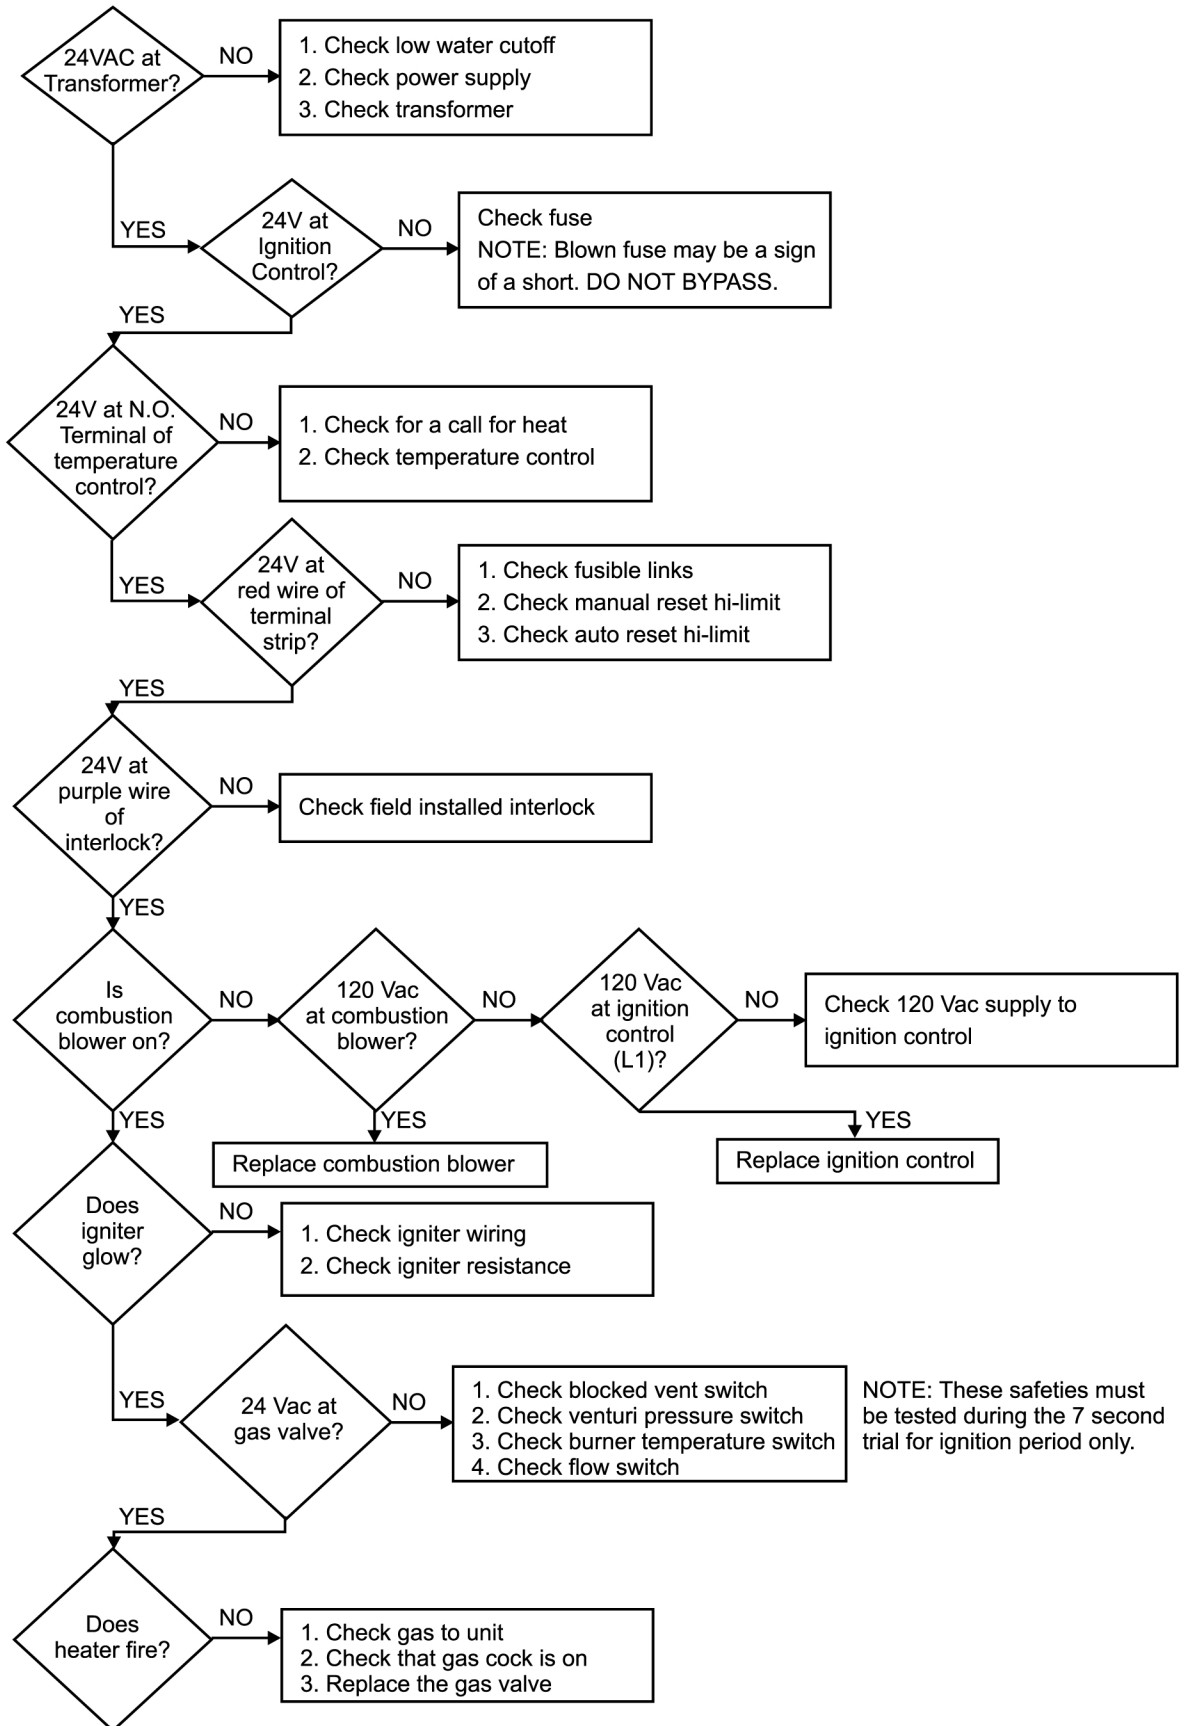 24VAC at
Transformer?
NO
1. Check low water cutoff
2. Check power supply
3. Check transformer
YES
24V at
Ignition
Control?
NO
Check fuse
NOTE: Blown fuse may be a sign
of a short. DO NOT BYPASS.
YES
24V at N.O.
Terminal of
temperature
control?
NO
1. Check for a call for heat
2. Check temperature control
YES
24V at
red wire of
terminal
strip?
NO
1. Check fusible links
2. Check manual reset hi-limit
3. Check auto reset hi-limit
YES
24V at
purple wire
of
interlock?
NO
Check field installed interlock
YES
Is
combustion
blower on?
NO
120 Vac
at combustion
blower?
NO
120 Vac
at ignition
control
(L1)?
NO
Check 120 Vac supply to
ignition control
YES
YES
YES
Replace combustion blower
Replace ignition control
Does
igniter
glow?
NO
1. Check igniter wiring
2. Check igniter resistance
YES
24 Vac at
gas valve?
NO
1. Check blocked vent switch
2. Check venturi pressure switch
3. Check burner temperature switch
4. Check flow switch
NOTE: These safeties must
be tested during the 7 second
trial for ignition period only.
YES
Does
heater fire?
NO
1. Check gas to unit
2. Check that gas cock is on
3. Replace the gas valve